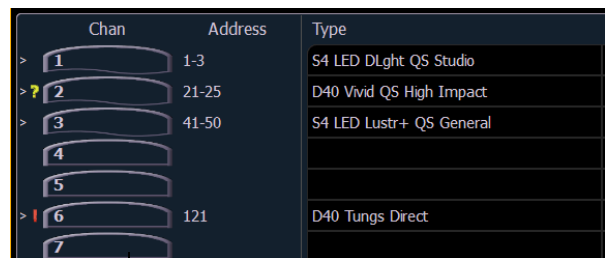 Chan Address Type
> 1 1-3 S4 LED DLght QS Studio
>? 2 21-25 D40 Vivid QS High Impact
> 3 41-50 S4 LED Lustr+ QS General
4
5
> ! 6 121 D40 Tungs Direct
7